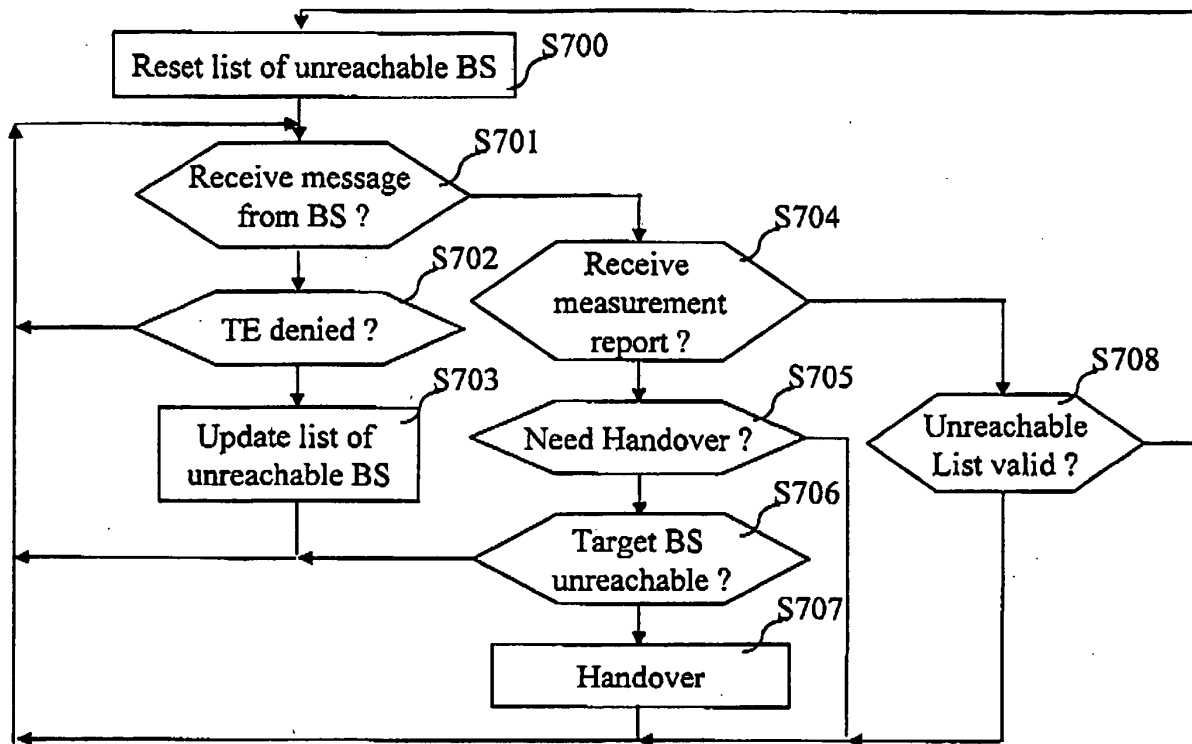 S700
Reset list of unreachable BS
S701
Receive message
from BS ?
S704
Receive
measurement
report ?
S702
TE denied ?
S703
Update list of
unreachable BS
S705
Need Handover ?
S708
Unreachable
List valid ?
S706
Target BS
unreachable ?
S707
Handover